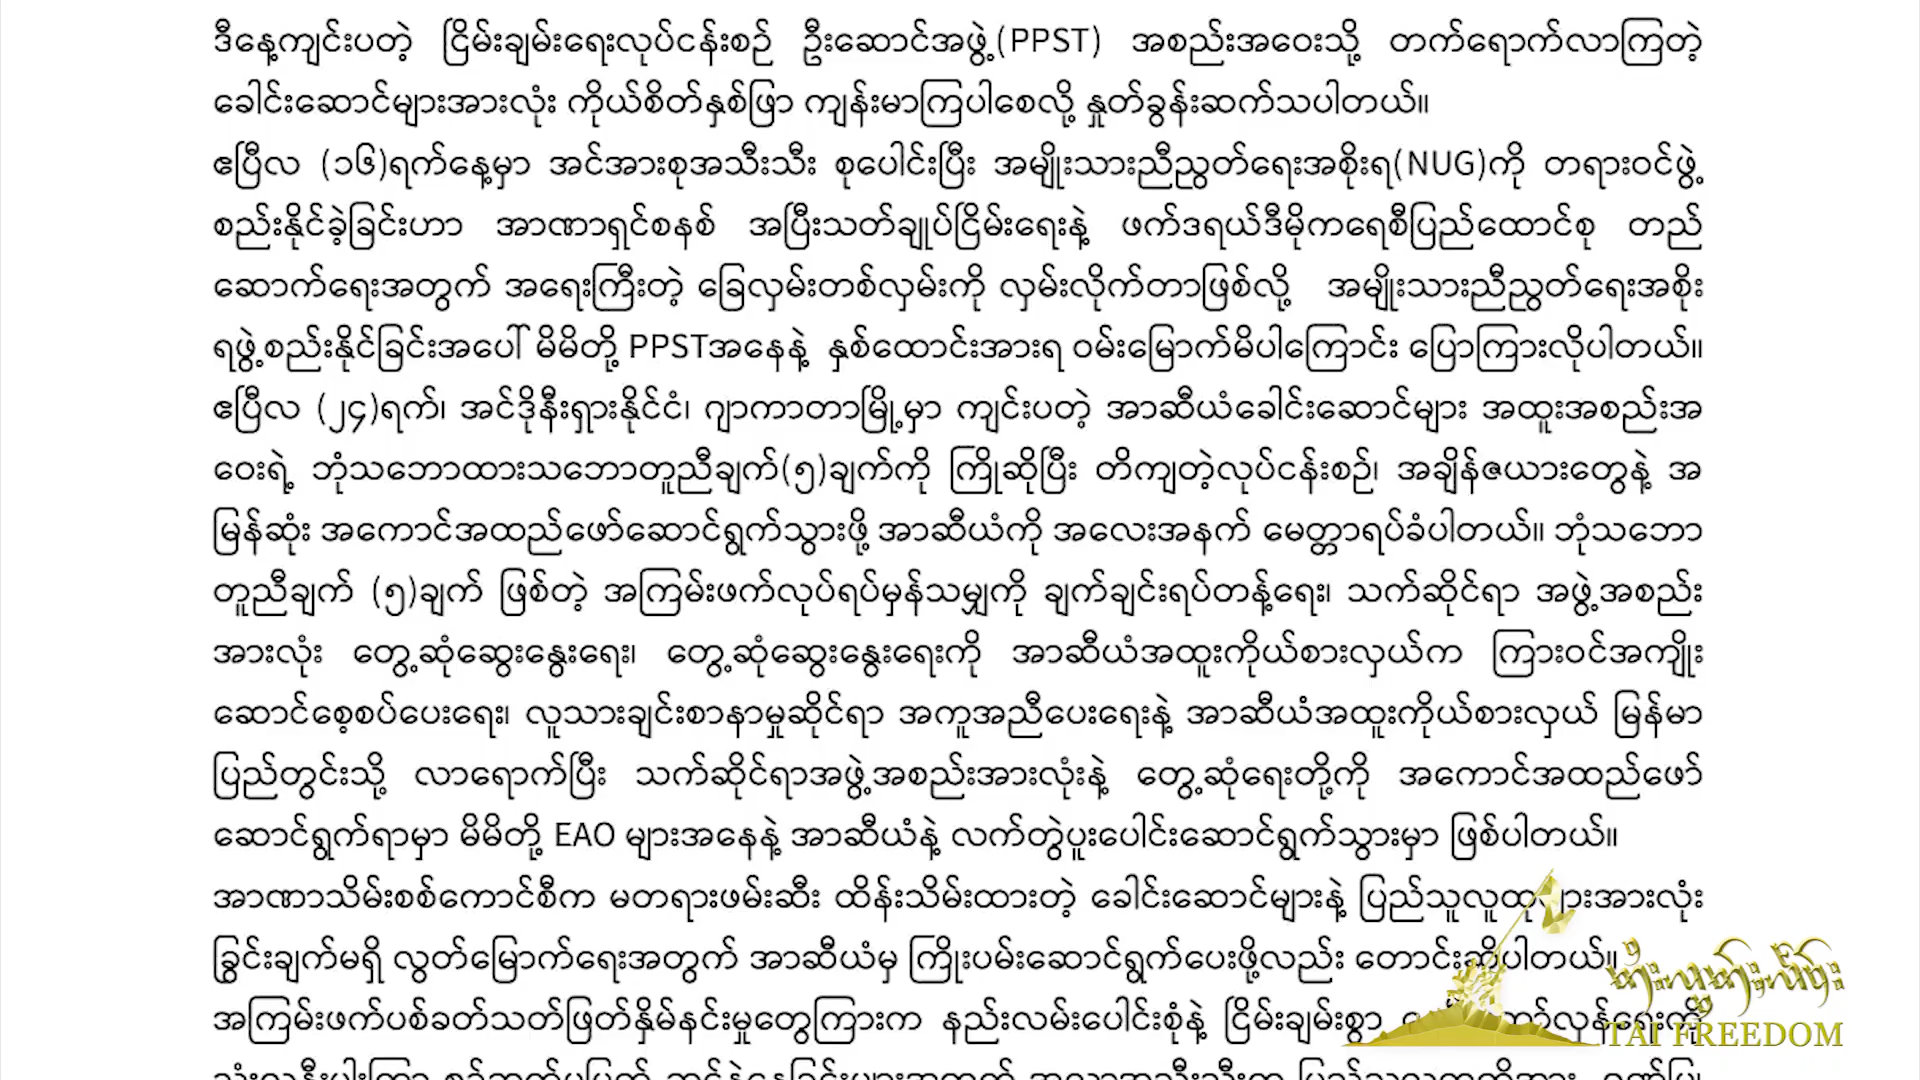 ဒီနေ့ကျင်းပတဲ့ ငြိမ်းချမ်းရေးလုပ်ငန်းစဉ် ဦးဆောင်အဖွဲ့(PPST) အစည်းအဝေးသို့ တက်ရောက်လာကြတဲ့
ခေါင်းဆောင်များအားလုံး ကိုယ်စိတ်နှစ်ဖြာ ကျန်းမာကြပါစေလို့ နှုတ်ခွန်းဆက်သပါတယ်။
ဧပြီလ (၁၆)ရက်နေ့မှာ အင်အားစုအသီးသီး စုပေါင်းပြီး အမျိုးသားညီညွတ်ရေးအစိုးရ(NUG)ကို တရားဝင်ဖွဲ့
စည်းနိုင်ခဲ့ခြင်းဟာ အာဏာရှင်စနစ် အပြီးသတ်ချုပ်ငြိမ်းရေးနဲ့ ဖက်ဒရယ်ဒီမိုကရေစီပြည်ထောင်စု တည်
ဆောက်ရေးအတွက် အရေးကြီးတဲ့ ခြေလှမ်းတစ်လှမ်းကို လှမ်းလိုက်တာဖြစ်လို့ အမျိုးသားညီညွတ်ရေးအစိုး
ရဖွဲ့စည်းနိုင်ခြင်းအပေါ် မိမိတို့ PPSTအနေနဲ့ နှစ်ထောင်းအားရ ဝမ်းမြောက်မိပါကြောင်း ပြောကြားလိုပါတယ်။
ဧပြီလ (၂၄)ရက်၊ အင်ဒိုနီးရှားနိုင်ငံ၊ ဂျာကာတာမြို့မှာ ကျင်းပတဲ့ အာဆီယံခေါင်းဆောင်များ အထူးအစည်းအ
ဝေးရဲ့ ဘုံသဘောထားသဘောတူညီချက်(၅)ချက်ကို ကြိုဆိုပြီး တိကျတဲ့လုပ်ငန်းစဉ်၊ အချိန်ဇယားတွေနဲ့ အ
မြန်ဆုံး အကောင်အထည်ဖော်ဆောင်ရွက်သွားဖို့ အာဆီယံကို အလေးအနက် မေတ္တာရပ်ခံပါတယ်။ ဘုံသဘော
တူညီချက် (၅)ချက် ဖြစ်တဲ့ အကြမ်းဖက်လုပ်ရပ်မှန်သမျှကို ချက်ချင်းရပ်တန့်ရေး၊ သက်ဆိုင်ရာ အဖွဲ့အစည်း
အားလုံး တွေ့ဆုံဆွေးနွေးရေး၊ တွေ့ဆုံဆွေးနွေးရေးကို အာဆီယံအထူးကိုယ်စားလှယ်က ကြားဝင်အကျိုး
ဆောင်စေ့စပ်ပေးရေး၊ လူသားချင်းစာနာမှုဆိုင်ရာ အကူအညီပေးရေးနဲ့ အာဆီယံအထူးကိုယ်စားလှယ် မြန်မာ
ပြည်တွင်းသို့ လာရောက်ပြီး သက်ဆိုင်ရာအဖွဲ့အစည်းအားလုံးနဲ့ တွေ့ဆုံရေးတို့ကို အကောင်အထည်ဖော်
ဆောင်ရွက်ရာမှာ မိမိတို့ EAO များအနေနဲ့ အာဆီယံနဲ့ လက်တွဲပူးပေါင်းဆောင်ရွက်သွားမှာ ဖြစ်ပါတယ်။
အာဏာသိမ်းစစ်ကောင်စီက မတရားဖမ်းဆီး ထိန်းသိမ်းထားတဲ့ ခေါင်းဆောင်များနဲ့ ပြည်သူလူထုများအားလုံး
ခြွင်းချက်မရှိ လွတ်မြောက်ရေးအတွက် အာဆီယံမှ ကြိုးပမ်းဆောင်ရွက်ပေးဖို့လည်း တောင်းဆိုပါတယ်။
အကြမ်းဖက်ပစ်ခတ်သတ်ဖြတ်နှိမ်နင်းမှုတွေကြားက နည်းလမ်းပေါင်းစုံနဲ့ ငြိမ်းချမ်းစွာ
TAI FREEDOM